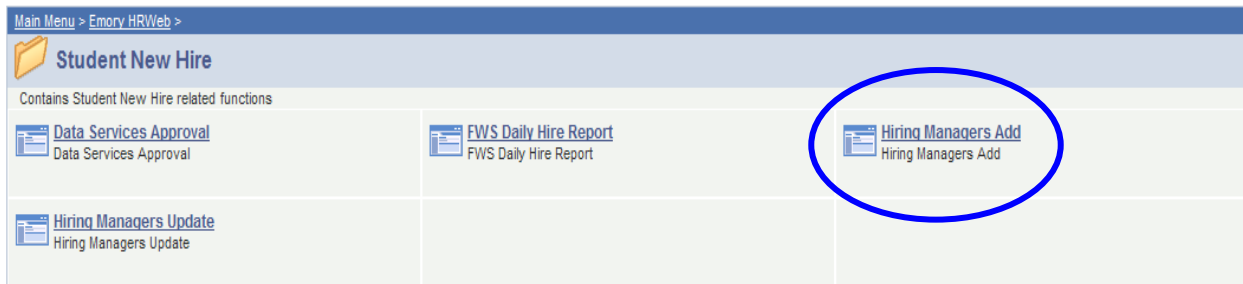 Main Menu > Emory HRWeb >
Student New Hire
Contains Student New Hire related functions
Data Services Approval
Data Services Approval
FWS Daily Hire Report
FWS Daily Hire Report
Hiring Managers Add
Hiring Managers Add
Hiring Managers Update
Hiring Managers Update